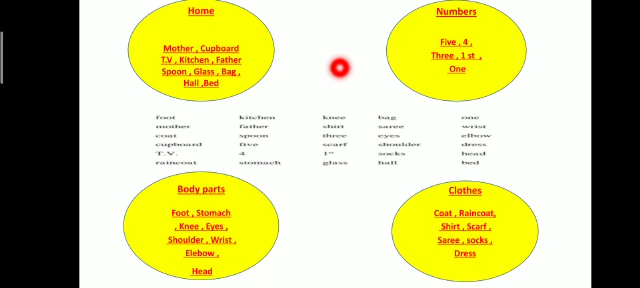 Home
Mother , Cupboard
T.V , Kitchen , Father
Spoon , Glass , Bag ,
Hall ,Bed
Numbers
Five , 4 ,
Three , 1 st ,
One
foot kitchen knee bag one
mother father shirt saree wrist
coat spoon three eyes elbow
cupboard five scarf shoulder dress
T.V. 4 1st socks head
raincoat stomach glass hall bed
Body parts
Foot , Stomach
, Knee , Eyes ,
Shoulder , Wrist ,
Elebow ,
Head
Clothes
Coat , Raincoat,
Shirt , Scarf ,
Saree , socks ,
Dress